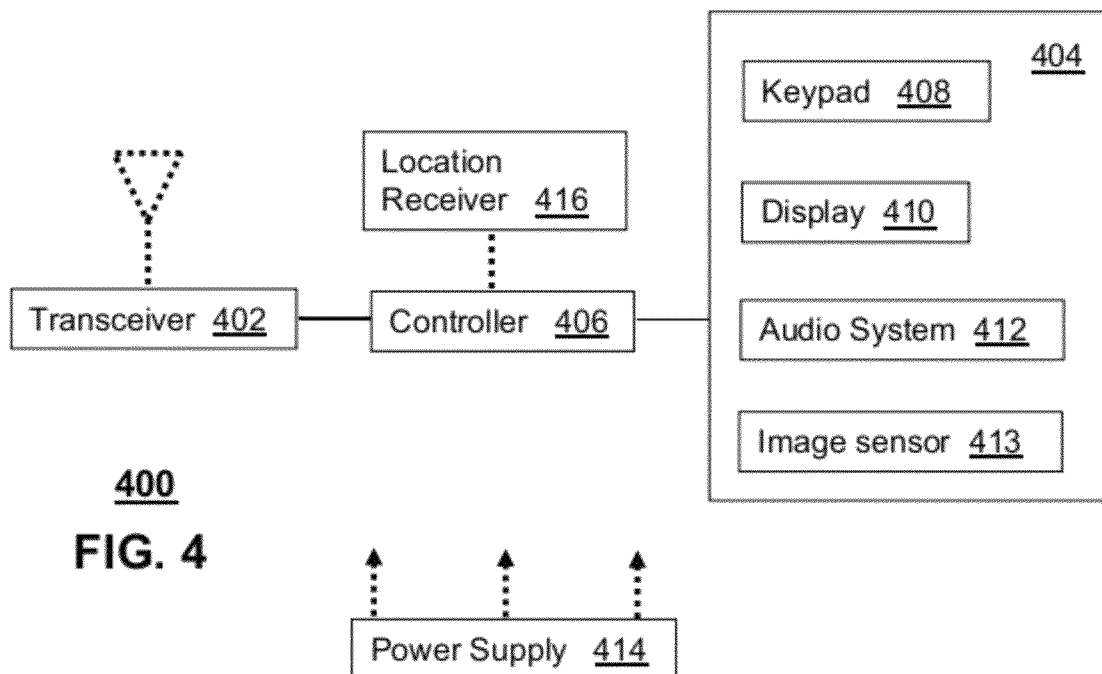 404
Keypad 408
Location
Receiver 416
Display 410
Transceiver 402
Controller 406
Audio System 412
Image sensor 413
400
FIG. 4
Power Supply 414